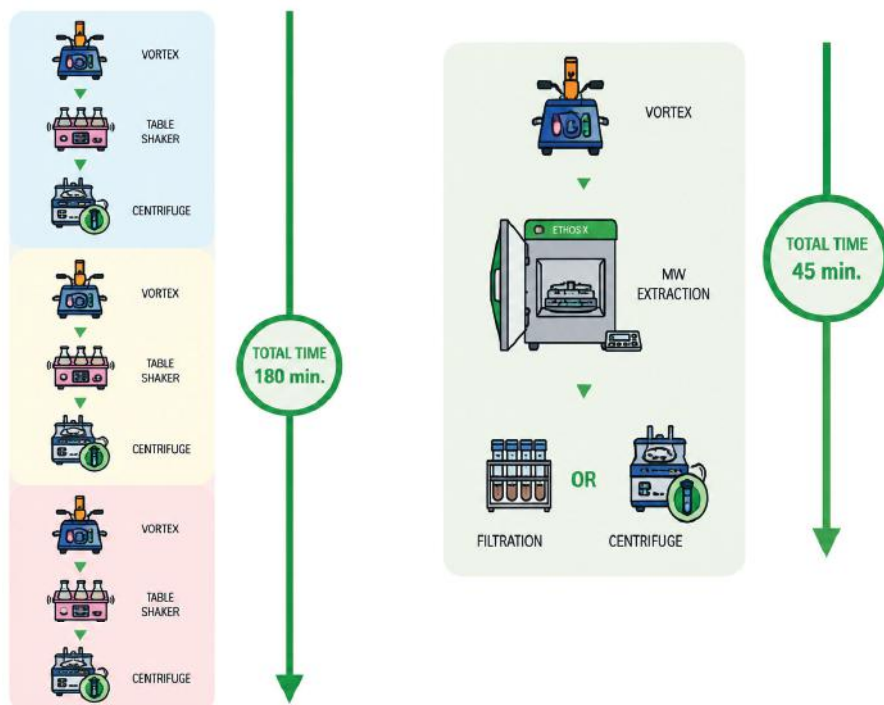 VORTEX
TABLE
SHAKER
CENTRIFUGE
VORTEX
TABLE
SHAKER
CENTRIFUGE
VORTEX
TABLE
SHAKER
CENTRIFUGE
TOTAL TIME
180 min.
VORTEX
ETHOS X
MW
EXTRACTION
OR
FILTRATION
CENTRIFUGE
TOTAL TIME
45 min.